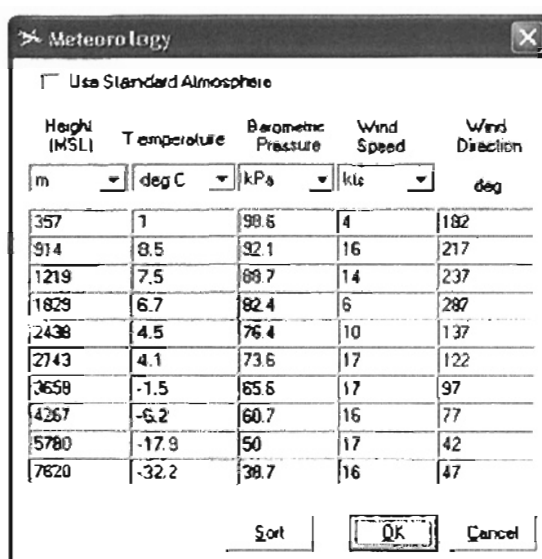 Meteorology
Use Standard Atmosphere
Height (MSL) Temperature Barometric Pressure Wind Speed Wind Direction
m deg C kPa kts deg
357 1 98.6 4 182
914 8.5 92.1 16 217
1219 7.5 88.7 14 237
1829 6.7 82.4 6 287
2438 4.5 76.4 10 137
2743 4.1 73.6 17 122
3658 -1.5 65.6 17 97
4267 -6.2 60.7 16 77
5780 -17.9 50 17 42
7620 -32.2 38.7 16 47
Sort OK Cancel